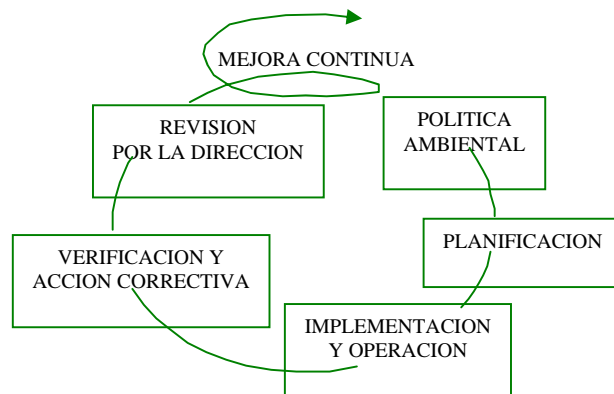 MEJORA CONTINUA
REVISION
POR LA DIRECCION
POLITICA
AMBIENTAL
VERIFICACION Y
ACCION CORRECTIVA
PLANIFICACION
IMPLEMENTACION
Y OPERACION